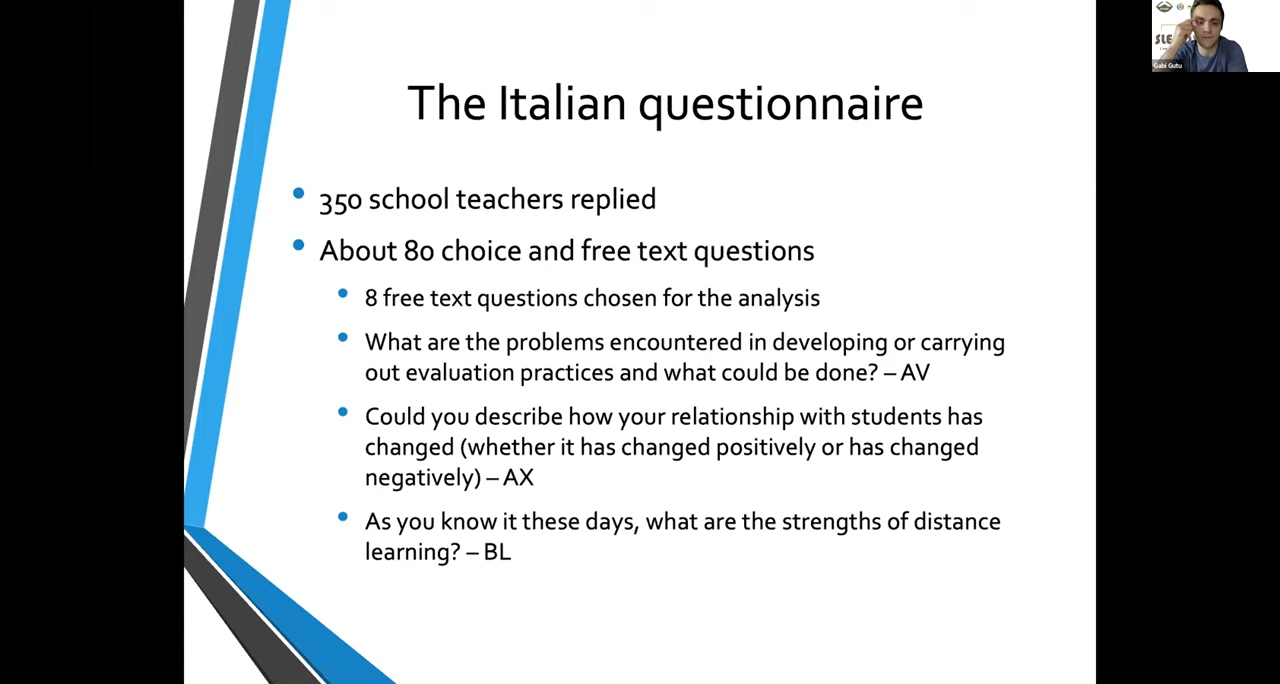 The Italian questionnaire
350 school teachers replied
About 80 choice and free text questions
8 free text questions chosen for the analysis
What are the problems encountered in developing or carrying
out evaluation practices and what could be done? – AV
Could you describe how your relationship with students has
changed (whether it has changed positively or has changed
negatively) – AX
As you know it these days, what are the strengths of distance
learning? – BL
SLE
Gabi Gutu